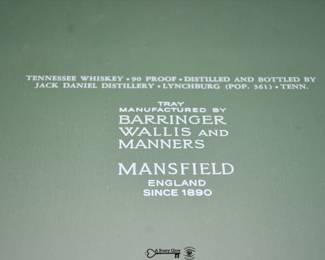 TENNESSEE WHISKEY • 90 PROOF • DISTILLED AND BOTTLED BY
JACK DANIEL DISTILLERY • LYNCHBURG (POP. 361) • TENN.
TRAY
MANUFACTURED BY
BARRINGER
WALLIS AND
MANNERS
MANSFIELD
ENGLAND
SINCE 1890